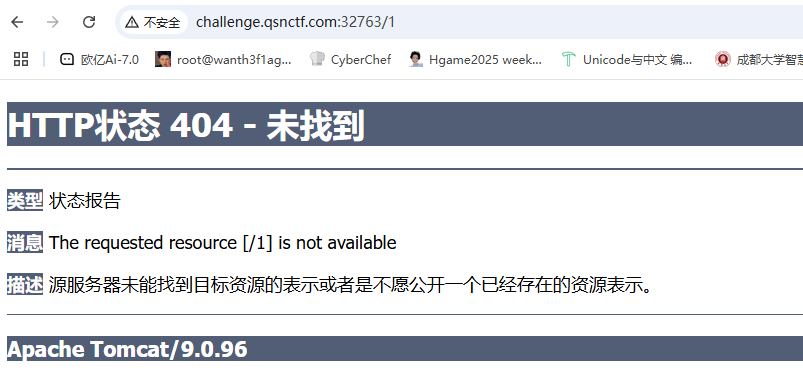 不安全 challenge.qsnctf.com:32763/1
欧亿Ai-7.0 root@wanth3f1ag... CyberChef Hgame2025 week... Unicode与中文 编... 成都大学智慧
HTTP状态 404 - 未找到
类型 状态报告
消息 The requested resource [/1] is not available
描述 源服务器未能找到目标资源的表示或者是不愿公开一个已经存在的资源表示。
Apache Tomcat/9.0.96